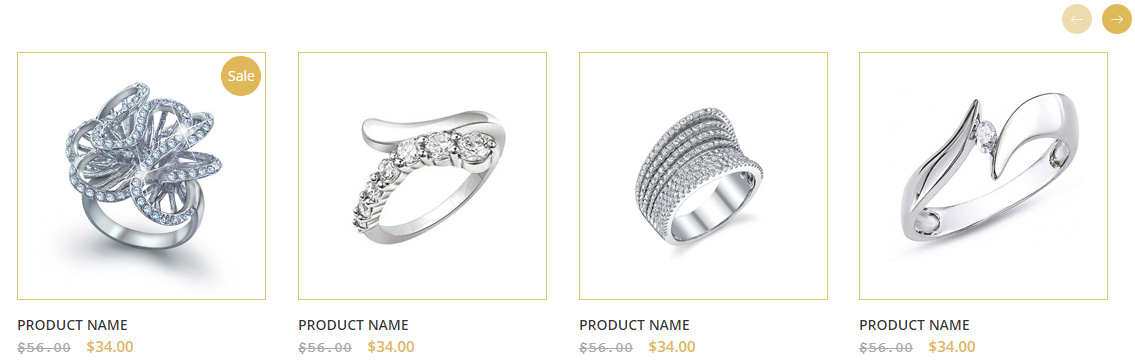 Sale
PRODUCT NAME PRODUCT NAME PRODUCT NAME PRODUCT NAME
$56.00 $34.00 $56.00 $34.00 $56.00 $34.00 $56.00 $34.00